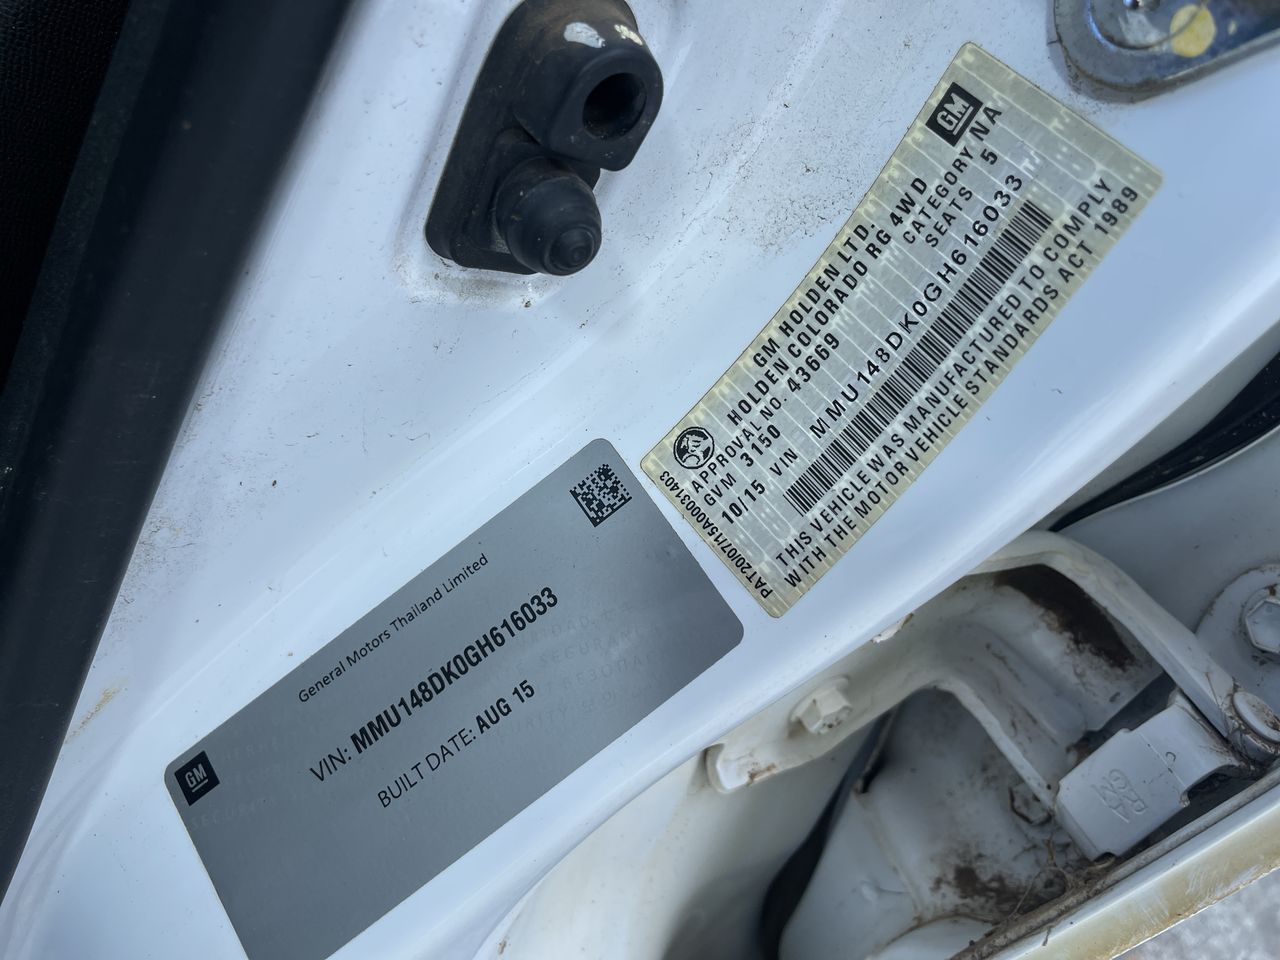 GM
GM HOLDEN LTD.
HOLDEN COLORADO RG 4WD
APPROVAL NO. 43669 CATEGORY NA
GVM 3150 SEATS 5
10/15 VIN MMU148DK0GH616033
THIS VEHICLE WAS MANUFACTURED TO COMPLY
WITH THE MOTOR VEHICLE STANDARDS ACT 1989
General Motors Thailand Limited
VIN: MMU148DK0GH616033
BUILT DATE: AUG 15
GM